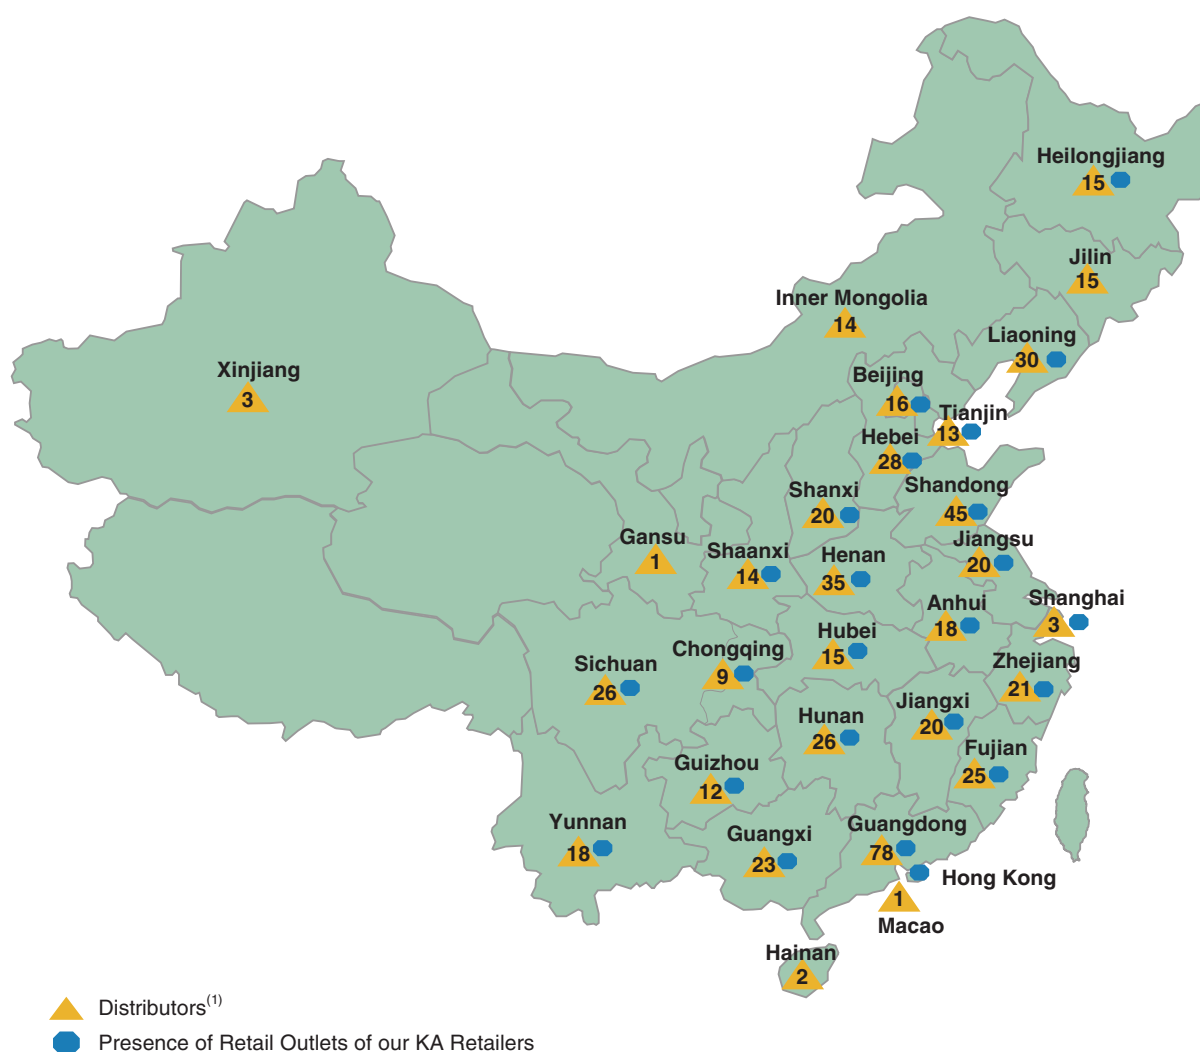 Heilongjiang
15
Jilin
15
Inner Mongolia
14
Liaoning
30
Xinjiang
3
Beijing
16
Tianjin
13
Hebei
28
Shanxi
20
Shandong
45
Gansu
1
Shaanxi
14
Henan
35
Jiangsu
20
Anhui
18
Shanghai
3
Hubei
15
Chongqing
9
Sichuan
26
Zhejiang
21
Hunan
26
Jiangxi
20
Fujian
25
Guizhou
12
Yunnan
18
Guangxi
23
Guangdong
78
Hong Kong
1
Macao
Hainan
2
Distributors(1)
Presence of Retail Outlets of our KA Retailers